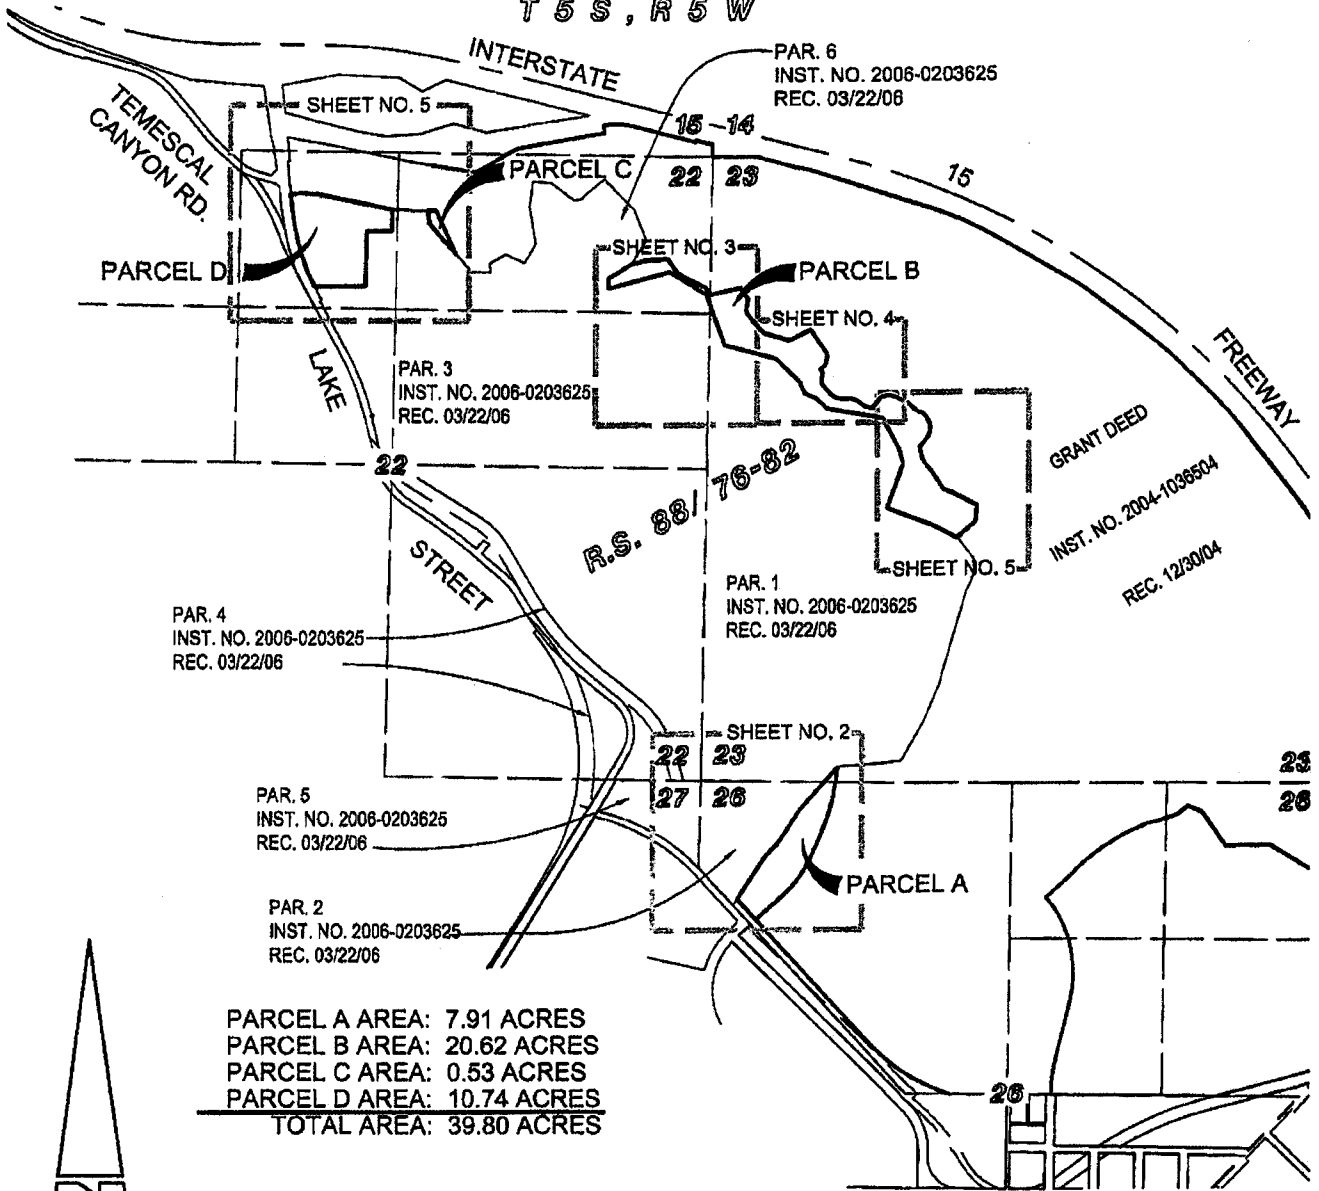 T 5 S , R 5 W
INTERSTATE
PAR. 6
INST. NO. 2006-0203625
REC. 03/22/06
TEMESCAL
CANYON RD.
SHEET NO. 5
15 14
22 23
PARCEL C
15
PARCEL D
SHEET NO. 3
PARCEL B
SHEET NO. 4
FREEWAY
LAKE
PAR. 3
INST. NO. 2006-0203625
REC. 03/22/06
22
R.S. 88/ 76-82
GRANT DEED
INST. NO. 2004-1036504
REC. 12/30/04
STREET
SHEET NO. 5
PAR. 1
INST. NO. 2006-0203625
REC. 03/22/06
PAR. 4
INST. NO. 2006-0203625
REC. 03/22/06
SHEET NO. 2
22 23
27 26
23
26
PAR. 5
INST. NO. 2006-0203625
REC. 03/22/06
PARCEL A
PAR. 2
INST. NO. 2006-0203625
REC. 03/22/06
PARCEL A AREA: 7.91 ACRES
PARCEL B AREA: 20.62 ACRES
PARCEL C AREA: 0.53 ACRES
PARCEL D AREA: 10.74 ACRES
TOTAL AREA: 39.80 ACRES
26